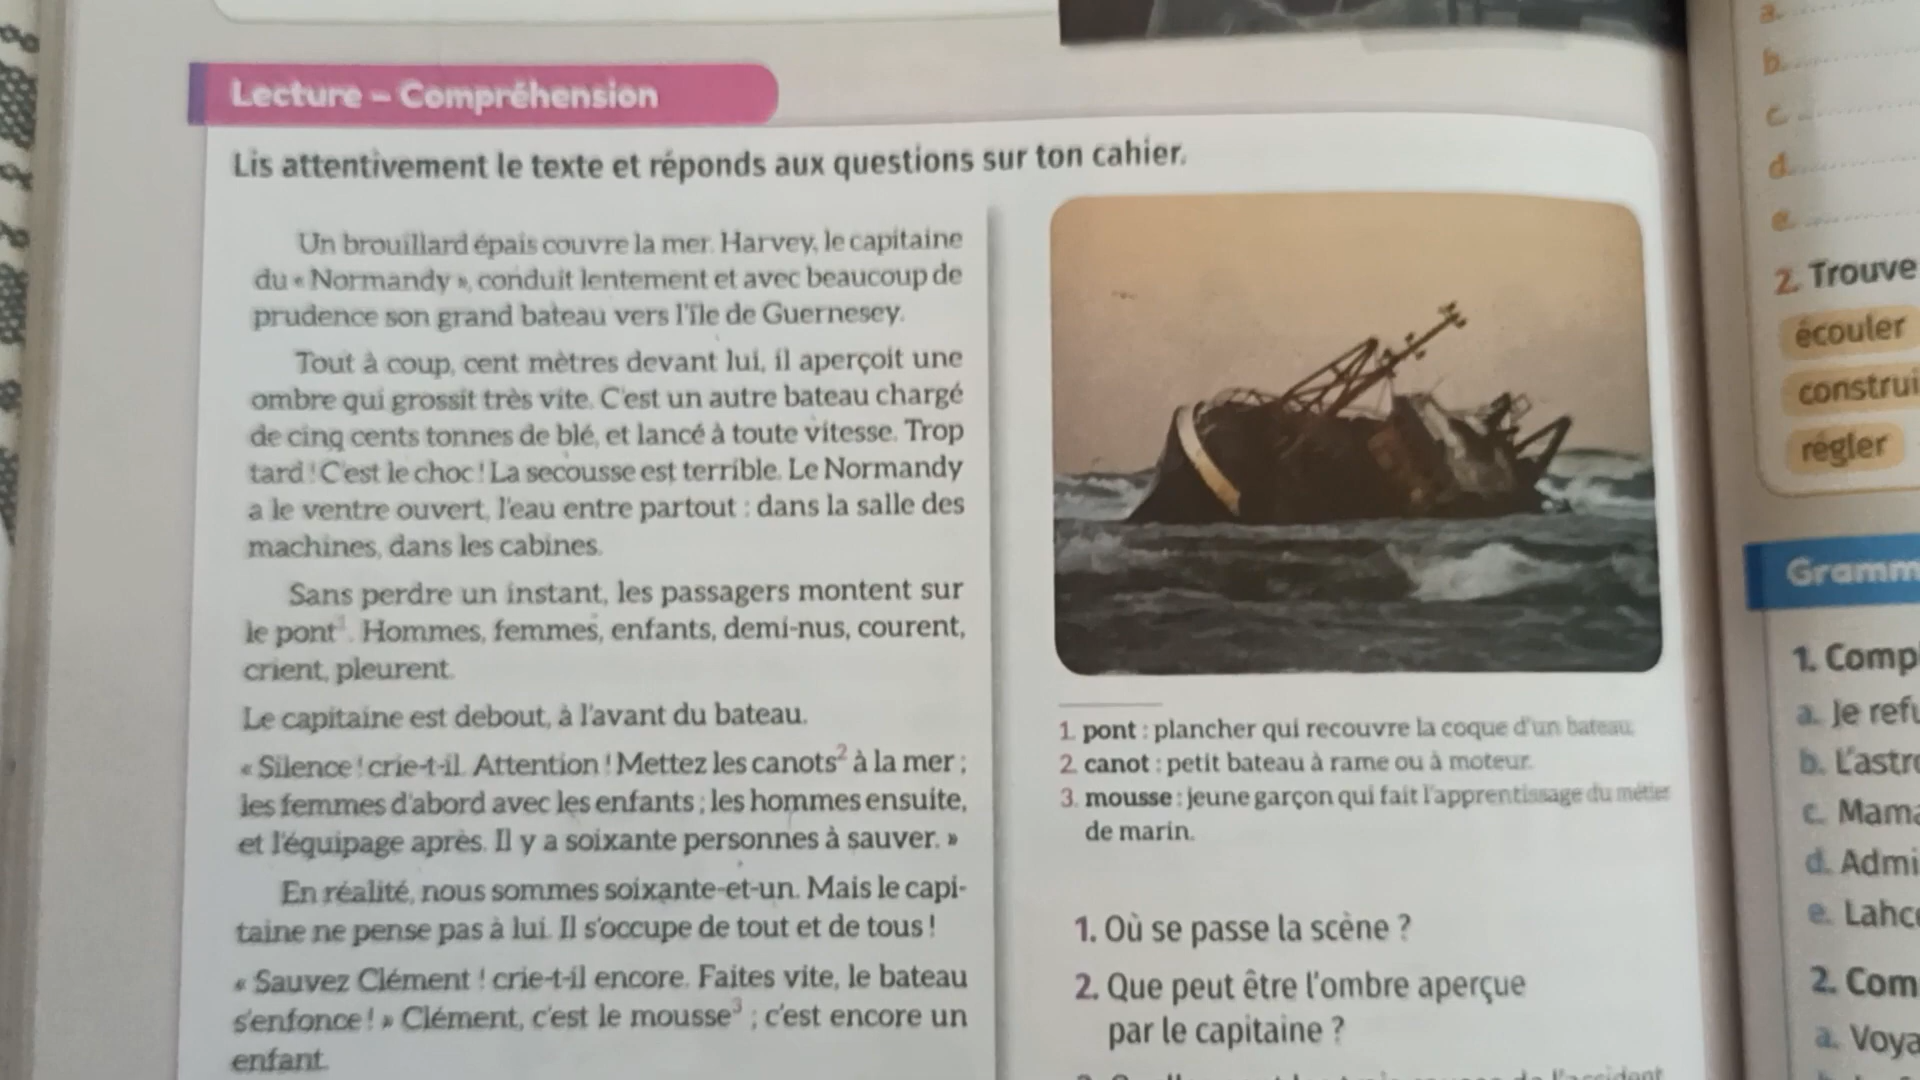 Lecture – Compréhension
Lis attentivement le texte et réponds aux questions sur ton cahier.
Un brouillard épais couvre la mer. Harvey, le capitaine
du « Normandy », conduit lentement et avec beaucoup de
prudence son grand bateau vers l'île de Guernesey.
Tout à coup, cent mètres devant lui, il aperçoit une
ombre qui grossit très vite. C'est un autre bateau chargé
de cinq cents tonnes de blé, et lancé à toute vitesse. Trop
tard ! C'est le choc ! La secousse est terrible. Le Normandy
a le ventre ouvert, l'eau entre partout : dans la salle des
machines, dans les cabines.
Sans perdre un instant, les passagers montent sur
le pont¹. Hommes, femmes, enfants, demi-nus, courent,
crient, pleurent.
Le capitaine est debout, à l'avant du bateau.
« Silence ! crie-t-il. Attention ! Mettez les canots² à la mer ;
les femmes d'abord avec les enfants ; les hommes ensuite,
et l'équipage après. Il y a soixante personnes à sauver. »
En réalité, nous sommes soixante-et-un. Mais le capi-
taine ne pense pas à lui. Il s'occupe de tout et de tous !
« Sauvez Clément ! crie-t-il encore. Faites vite, le bateau
s'enfonce ! » Clément, c'est le mousse³ ; c'est encore un
enfant.
1. pont : plancher qui recouvre la coque d'un bateau.
2. canot : petit bateau à rame ou à moteur.
3. mousse : jeune garçon qui fait l'apprentissage du métier
de marin.
1. Où se passe la scène ?
2. Que peut être l'ombre aperçue
par le capitaine ?
a.
b.
c.
d.
e.
2. Trouve
écouler
construi
régler
Gramm
1. Comp
a. Je refu
b. L'astro
c. Mama
d. Admi
e. Lahce
2. Com
a. Voya